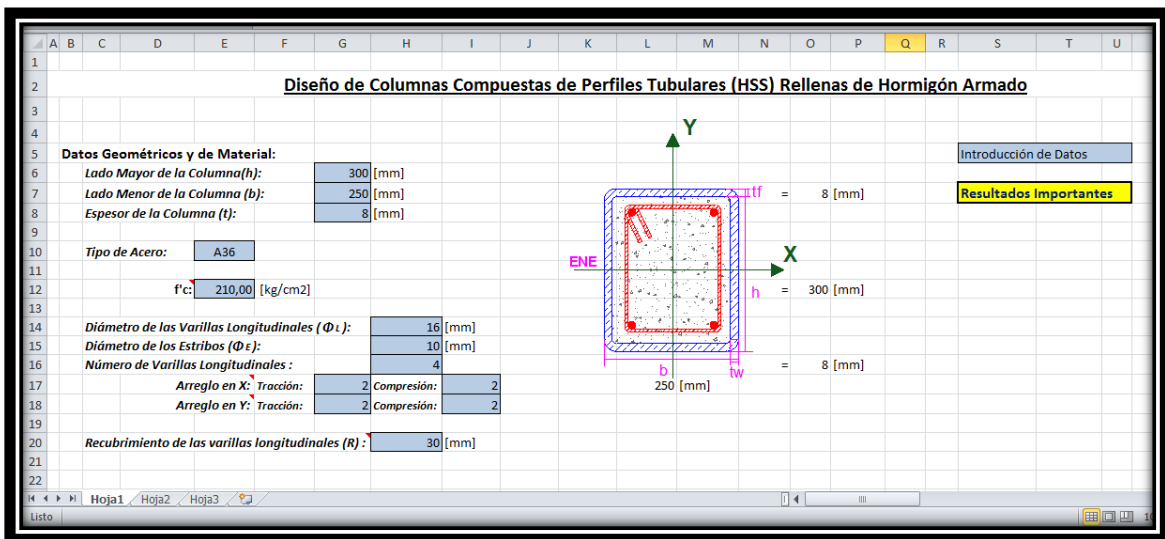 A B C D E F G H I J K L M N O P Q R S T U
1
2 Diseño de Columnas Compuestas de Perfiles Tubulares (HSS) Rellenas de Hormigón Armado
3
4 Y
5 Datos Geométricos y de Material: Introducción de Datos
6 Lado Mayor de la Columna(h): 300 [mm]
7 Lado Menor de la Columna (b): 250 [mm] tf = 8 [mm] Resultados Importantes
8 Espesor de la Columna (t): 8 [mm]
9
10 Tipo de Acero: A36 X
ENE
11
12 f'c: 210,00 [kg/cm2] h = 300 [mm]
13
14 Diámetro de las Varillas Longitudinales (ΦL): 16 [mm]
15 Diámetro de los Estribos (ΦE): 10 [mm]
16 Número de Varillas Longitudinales : 4 b tw = 8 [mm]
17 Arreglo en X: Tracción: 2 Compresión: 2 250 [mm]
18 Arreglo en Y: Tracción: 2 Compresión: 2
19
20 Recubrimiento de las varillas longitudinales (R) : 30 [mm]
21
22
Hoja1 Hoja2 Hoja3
Listo